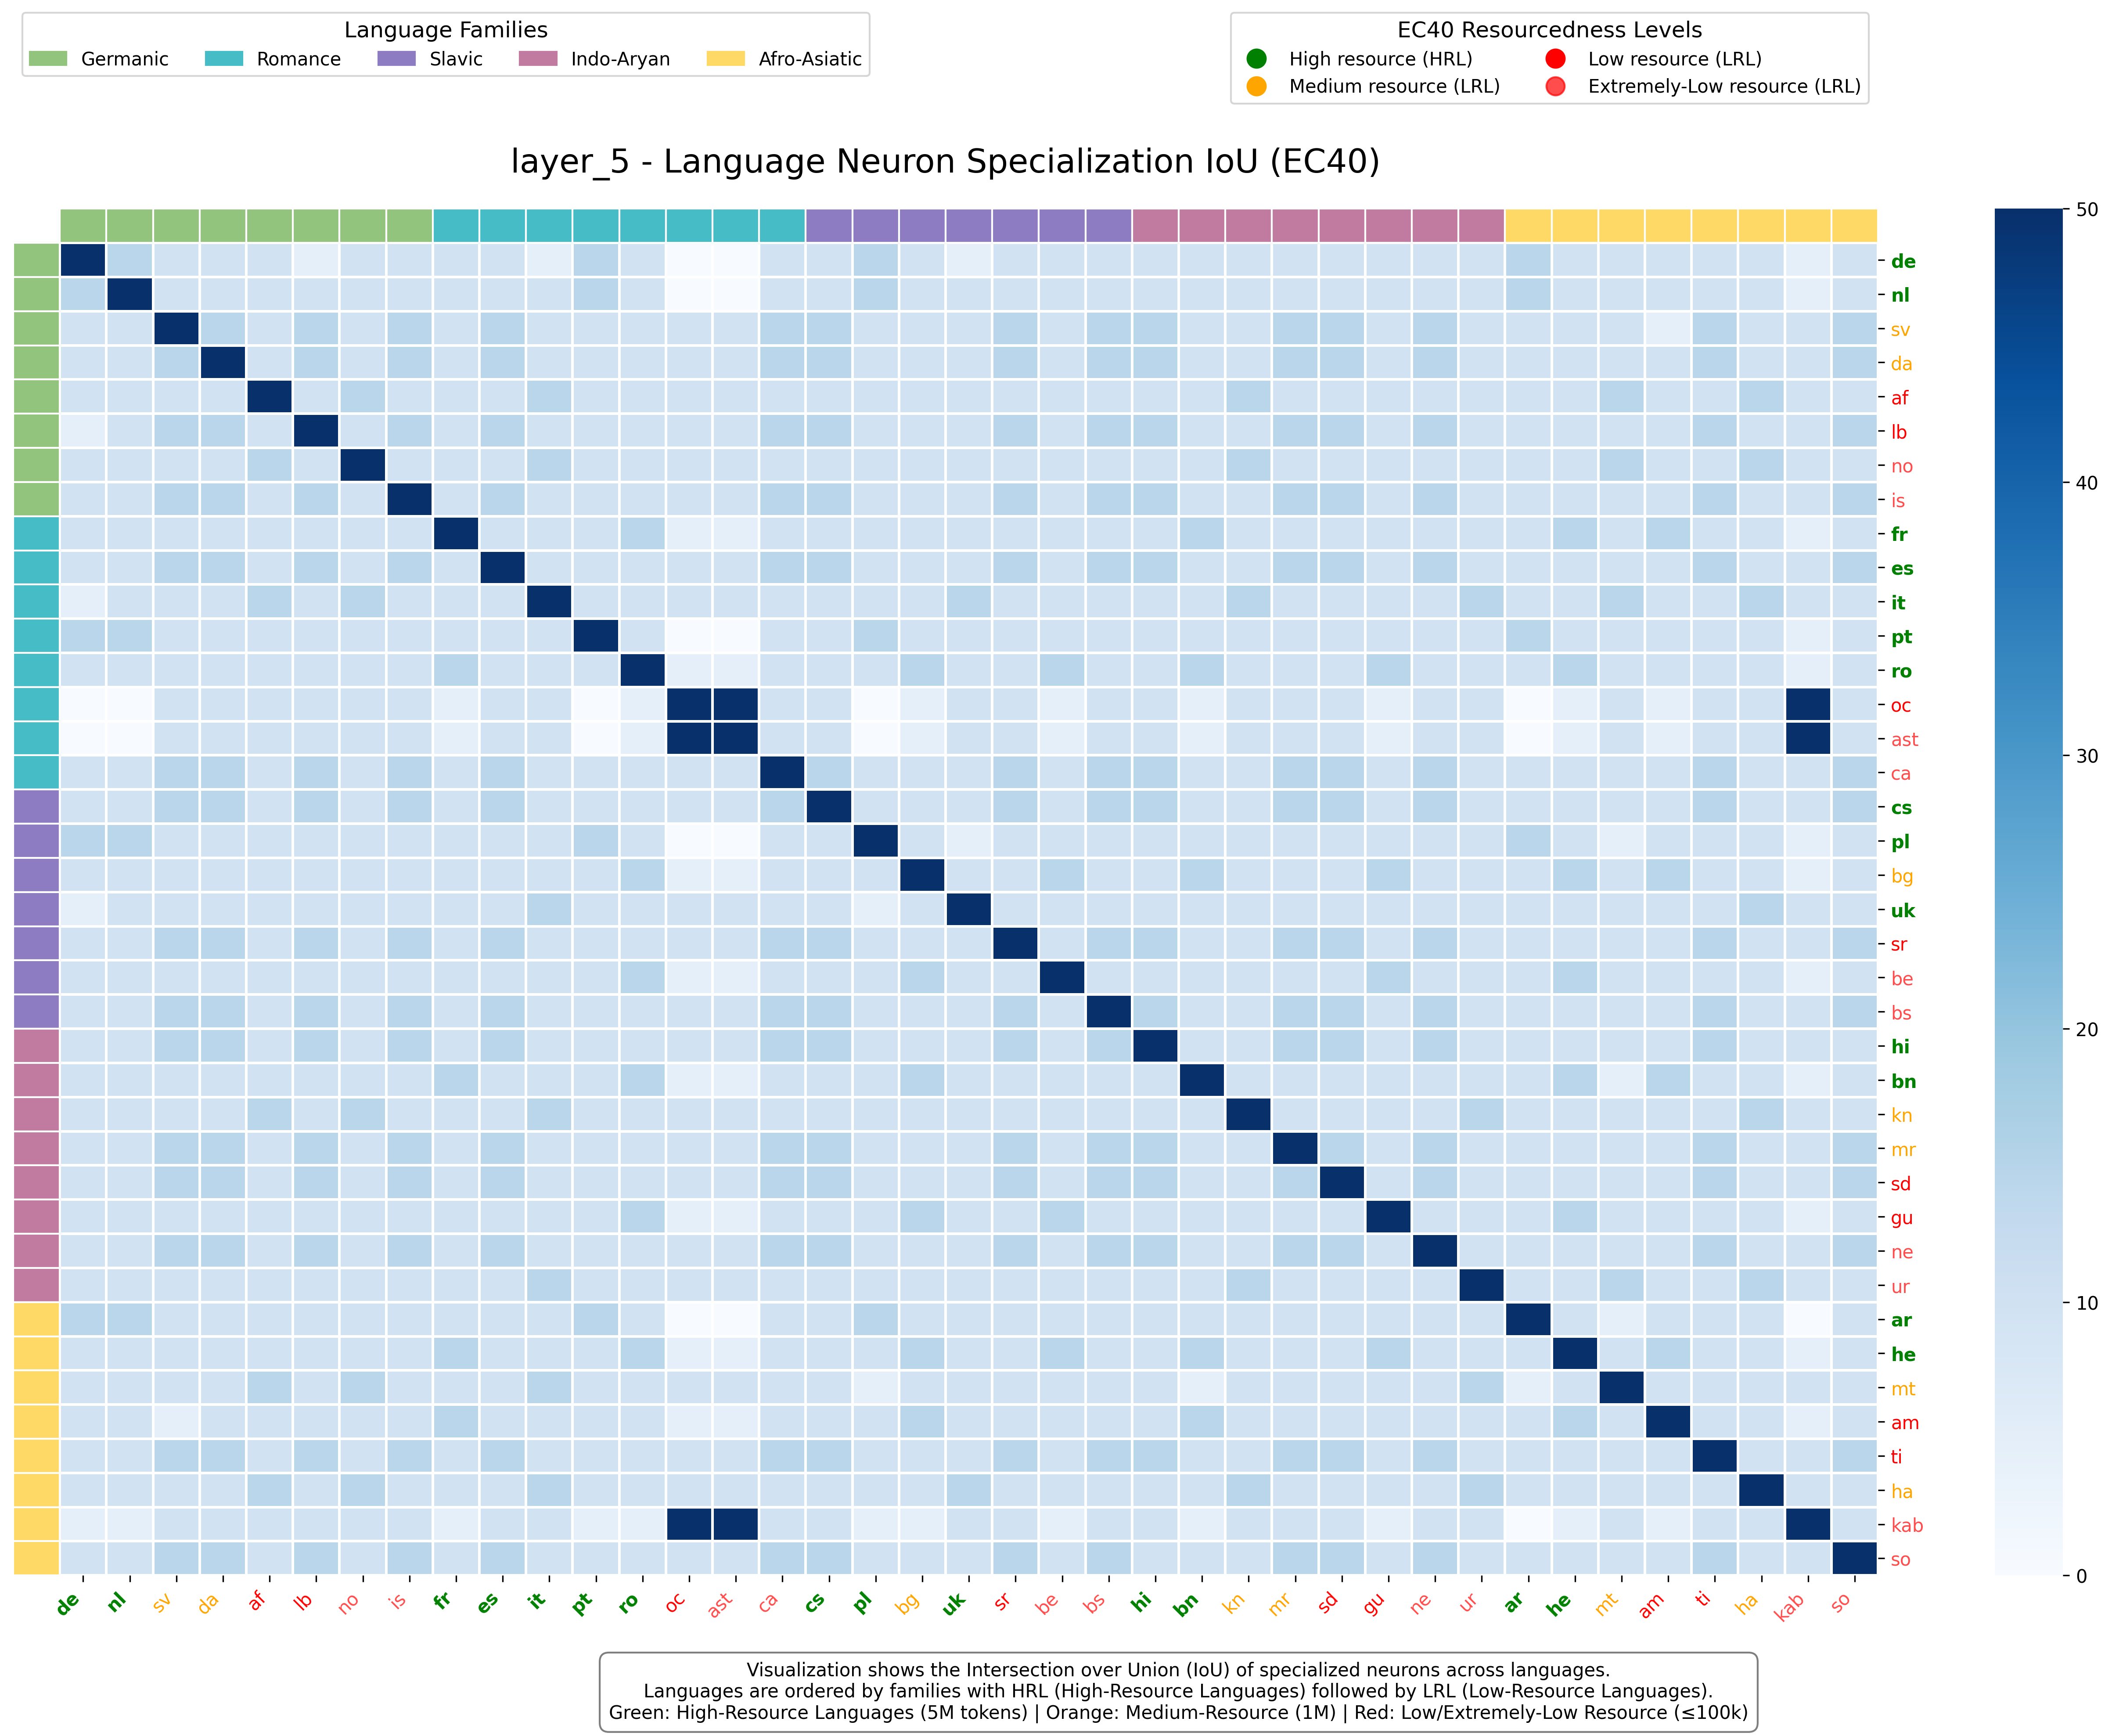 Language Families
Germanic Romance Slavic Indo-Aryan Afro-Asiatic
EC40 Resourcedness Levels
High resource (HRL) Low resource (LRL)
Medium resource (LRL) Extremely-Low resource (LRL)
layer_5 - Language Neuron Specialization IoU (EC40)
de
nl
sv
da
af
lb
no
is
fr
es
it
pt
ro
oc
ast
ca
cs
pl
bg
uk
sr
be
bs
hi
bn
kn
mr
sd
gu
ne
ur
ar
he
mt
am
ti
ha
kab
so
50
40
30
20
10
0
de nl sv da af lb no is fr es it pt ro oc ast ca cs pl bg uk sr be bs hi bn kn mr sd gu ne ur ar he mt am ti ha kab so
Visualization shows the Intersection over Union (IoU) of specialized neurons across languages.
Languages are ordered by families with HRL (High-Resource Languages) followed by LRL (Low-Resource Languages).
Green: High-Resource Languages (5M tokens) | Orange: Medium-Resource (1M) | Red: Low/Extremely-Low Resource (≤100k)